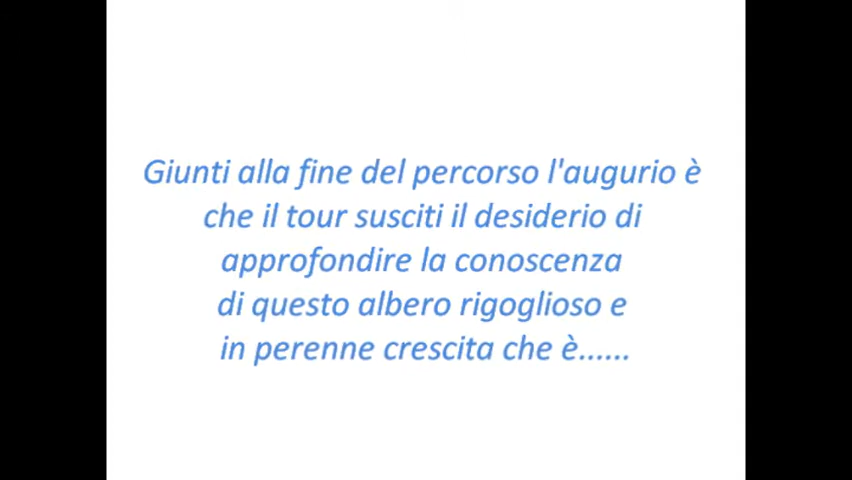 Giunti alla fine del percorso l'augurio è
che il tour susciti il desiderio di
approfondire la conoscenza
di questo albero rigoglioso e
in perenne crescita che è......